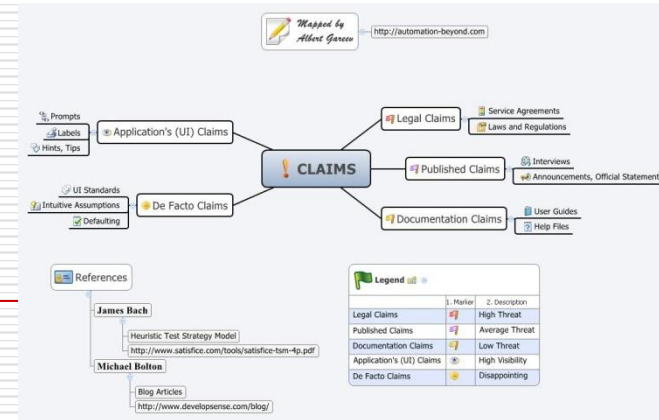 Mapped by
Albert Gareev
http://automation-beyond.com
Prompts
Labels
Hints, Tips
Application's (UI) Claims
UI Standards
Intuitive Assumptions
Defaulting
De Facto Claims
CLAIMS
Legal Claims
Service Agreements
Laws and Regulations
Published Claims
Interviews
Announcements, Official Statement
Documentation Claims
User Guides
Help Files
References
James Bach
Heuristic Test Strategy Model
http://www.satisfice.com/tools/satisfice-tsm-4p.pdf
Michael Bolton
Blog Articles
http://www.developsense.com/blog/
Legend
1. Marker 2. Description
Legal Claims High Threat
Published Claims Average Threat
Documentation Claims Low Threat
Application's (UI) Claims High Visibility
De Facto Claims Disappointing